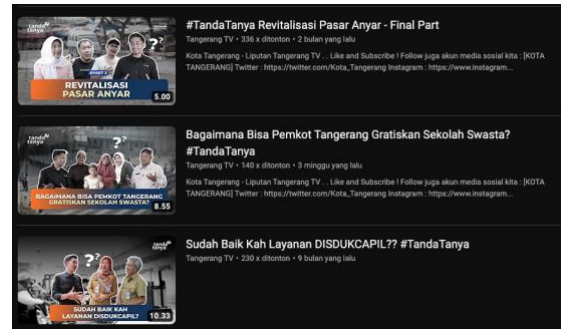 tanda
tanya
??
#PART 2
REVITALISASI
PASAR ANYAR
5.00
#TandaTanya Revitalisasi Pasar Anyar - Final Part
Tangerang TV • 336 x ditonton • 2 bulan yang lalu
Kota Tangerang - Liputan Tangerang TV . . Like and Subscribe ! Follow juga akun media sosial kita : [KOTA
TANGERANG] Twitter : https://twitter.com/Kota_Tangerang Instagram : https://www.instagram...
tanda
tanya
??
BAGAIMANA BISA PEMKOT TANGERANG
GRATISKAN SEKOLAH SWASTA?
8.55
Bagaimana Bisa Pemkot Tangerang Gratiskan Sekolah Swasta?
#TandaTanya
Tangerang TV • 140 x ditonton • 3 minggu yang lalu
Kota Tangerang - Liputan Tangerang TV . . Like and Subscribe ! Follow juga akun media sosial kita : [KOTA
TANGERANG] Twitter : https://twitter.com/Kota_Tangerang Instagram : https://www.instagram...
tanda
tanya
??
SUDAH BAIK KAH
LAYANAN DISDUKCAPIL?
10.33
Sudah Baik Kah Layanan DISDUKCAPIL?? #TandaTanya
Tangerang TV • 230 x ditonton • 9 bulan yang lalu